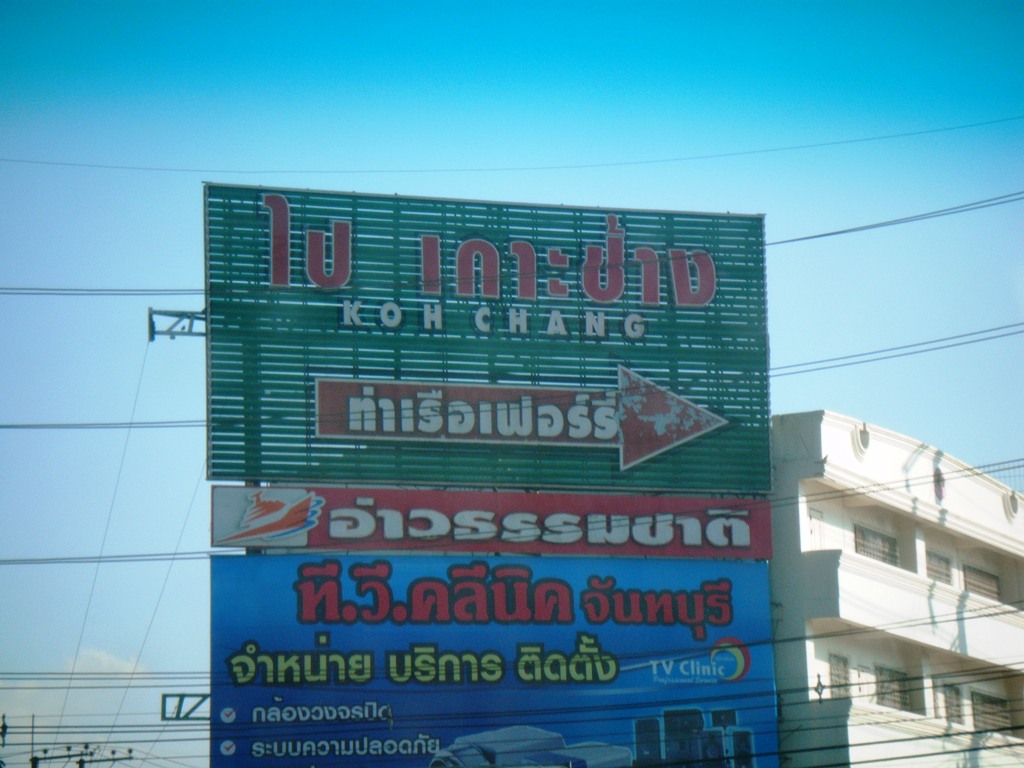 ไป เกาะช้าง
KOH CHANG
ท่าเรือเฟอร์รี่
อ่าวธรรมชาติ
ที.วี.คลีนิค จันทบุรี
จำหน่าย บริการ ติดตั้ง
TV Clinic
Professional Service
กล้องวงจรปิด
ระบบความปลอดภัย